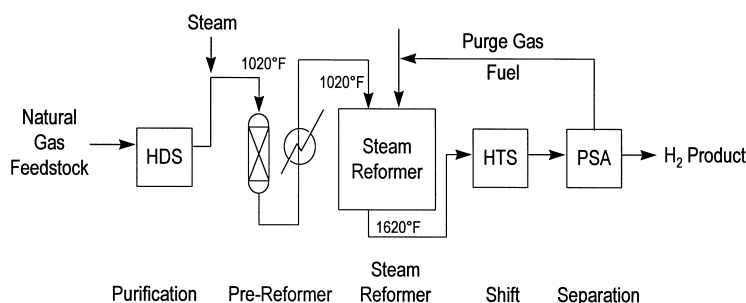 Steam
1020°F
1020°F
Purge Gas
Fuel
Natural
Gas
Feedstock
HDS
Steam
Reformer
HTS
PSA
H₂ Product
1620°F
Purification
Pre-Reformer
Steam
Reformer
Shift
Separation